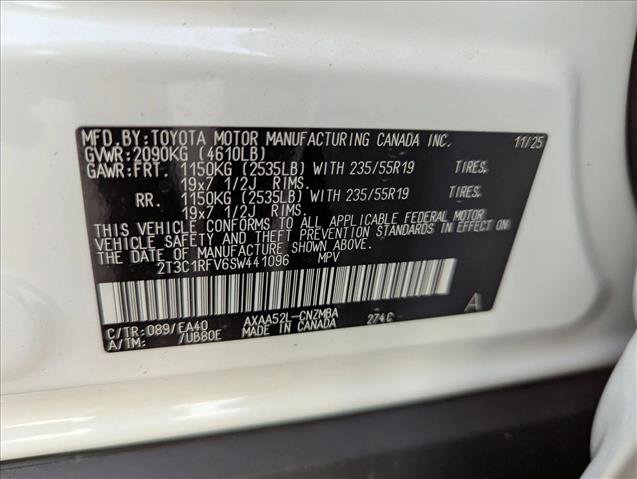 MFD.BY:TOYOTA MOTOR MANUFACTURING CANADA INC. 11/25
GVWR:2090KG (4610LB)
GAWR:FRT. 1150KG (2535LB) WITH 235/55R19 TIRES,
19x7 1/2J RIMS.
RR. 1150KG (2535LB) WITH 235/55R19 TIRES,
19x7 1/2J RIMS.
THIS VEHICLE CONFORMS TO ALL APPLICABLE FEDERAL MOTOR
VEHICLE SAFETY AND THEFT PREVENTION STANDARDS IN EFFECT ON
THE DATE OF MANUFACTURE SHOWN ABOVE.
2T3C1RFV6SW441096 MPV
C/TR:089/EA40 AXAA52L-CNZMBA 274C A
A/TM: /UB80E MADE IN CANADA